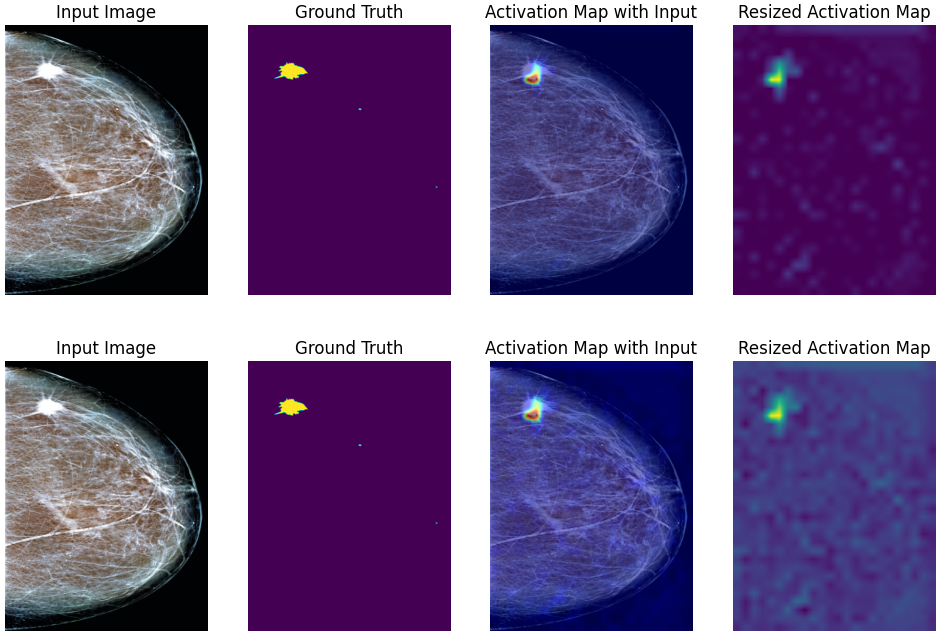 Input Image
Ground Truth
Activation Map with Input
Resized Activation Map
Input Image
Ground Truth
Activation Map with Input
Resized Activation Map